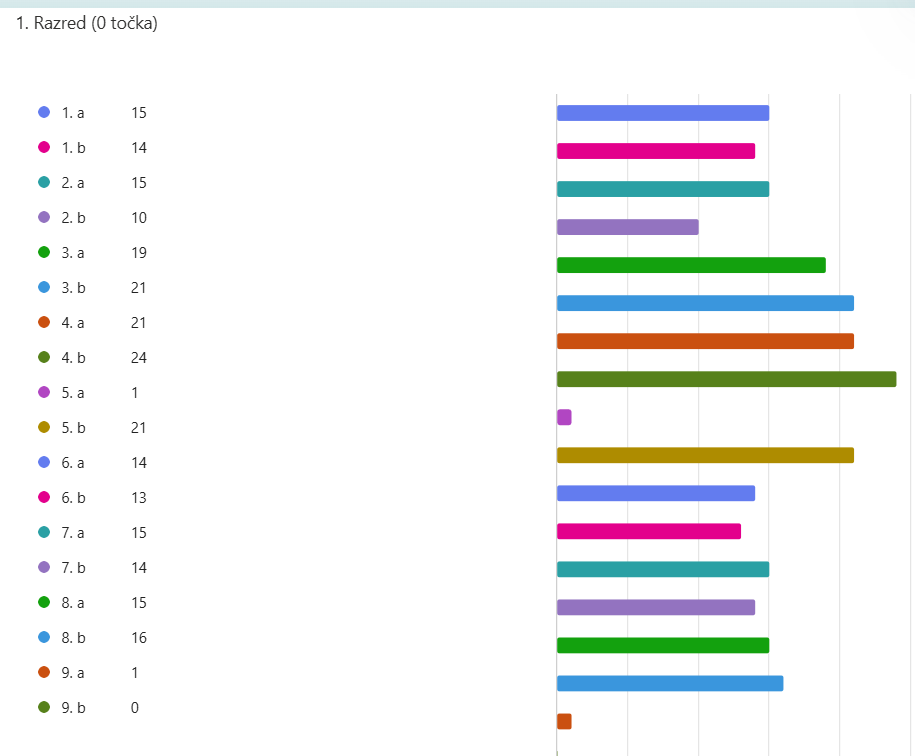 1. Razred (0 točka)
1. a 15
1. b 14
2. a 15
2. b 10
3. a 19
3. b 21
4. a 21
4. b 24
5. a 1
5. b 21
6. a 14
6. b 13
7. a 15
7. b 14
8. a 15
8. b 16
9. a 1
9. b 0